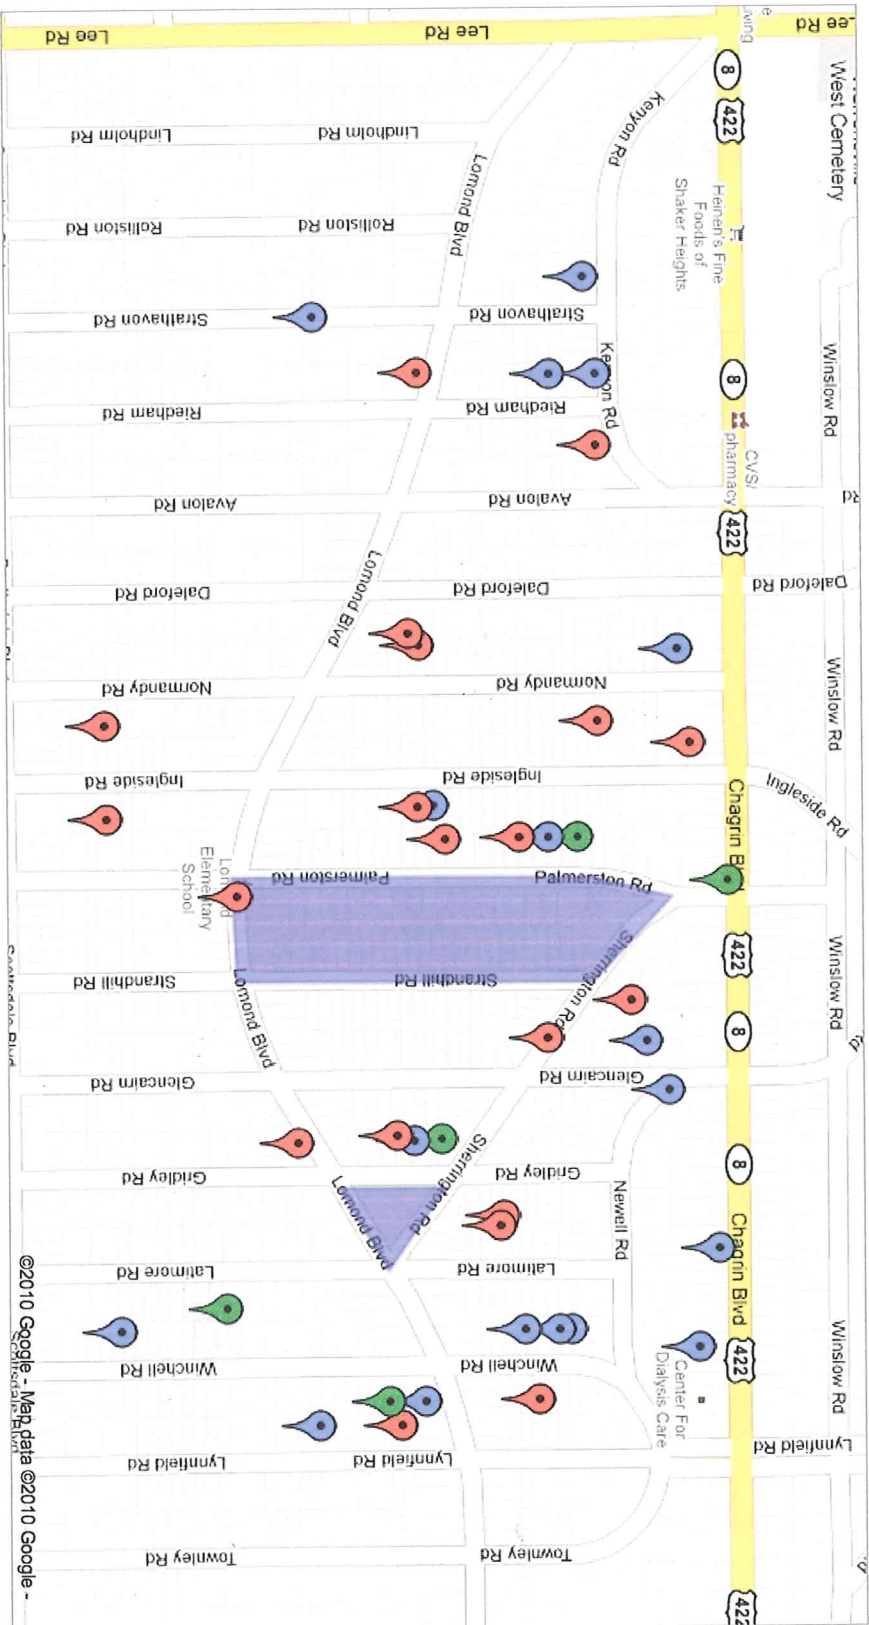 Lee Rd
Lee Rd
Lee Rd
West Cemetery
8
422
Kenyon Rd
Lindholm Rd
Lindholm Rd
Lomond Blvd
Heinen's Fine
Foods of
Shaker Heights
Rolliston Rd
Rolliston Rd
Strathavon Rd
Strathavon Rd
Winslow Rd
8
Kenyon Rd
Riedham Rd
Riedham Rd
CVS/
pharmacy
Avalon Rd
Avalon Rd
Rd
422
Lomond Blvd
Daleford Rd
Daleford Rd
Daleford Rd
Normandy Rd
Normandy Rd
Winslow Rd
Ingleside Rd
Ingleside Rd
Ingleside Rd
Chagrin Blvd
Lomond
Elementary
School
Palmerston Rd
Palmerston Rd
Sherrington Rd
422
Winslow Rd
Strandhill Rd
Strandhill Rd
Lomond Blvd
Scottsdale Blvd
8
Glencairn Rd
Glencairn Rd
Sherrington Rd
8
Gridley Rd
Gridley Rd
Newell Rd
Lomond Blvd
Chagrin Blvd
Latimore Rd
Latimore Rd
Winslow Rd
422
Winchell Rd
Winchell Rd
Center For
Dialysis Care
Lynnfield Rd
Lynnfield Rd
Lynnfield Rd
Townley Rd
Townley Rd
422
Scottsdale Blvd
©2010 Google - Map data ©2010 Google -